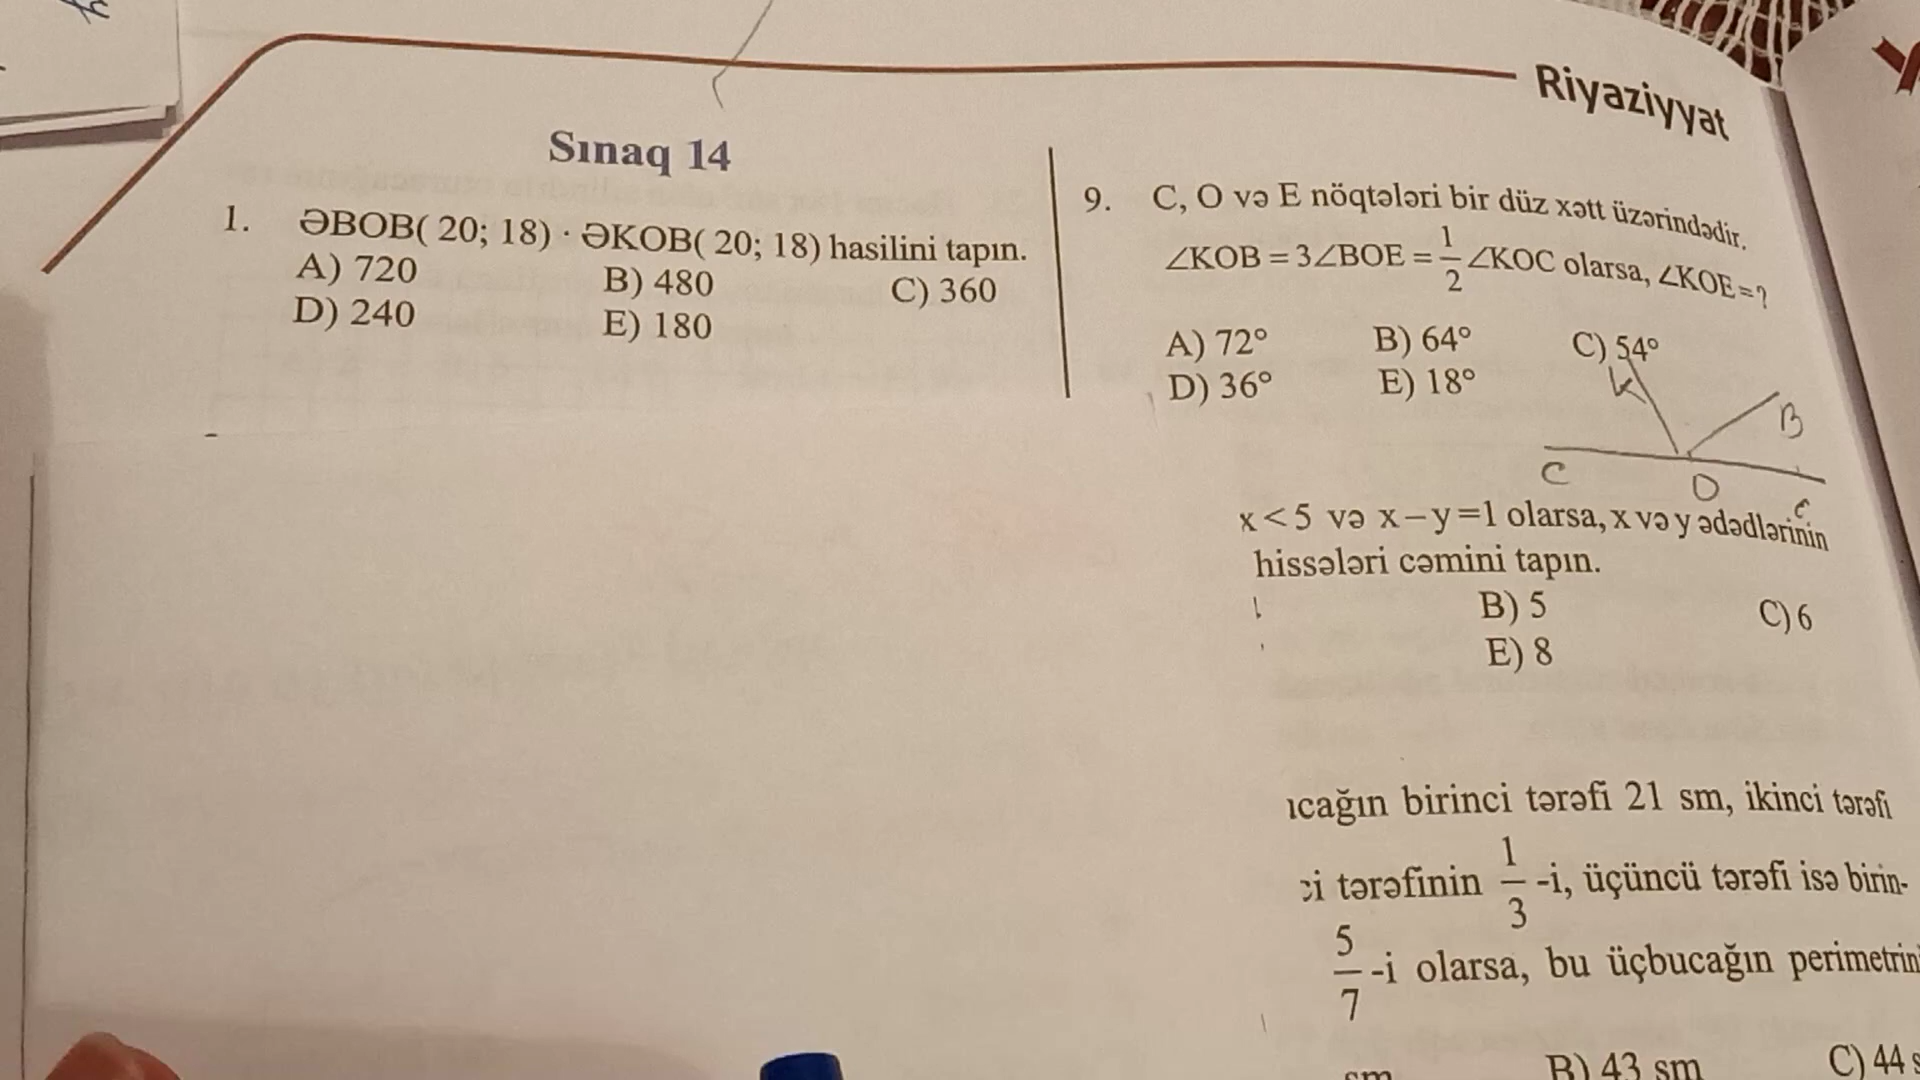 Riyaziyyat
Sınaq 14
1. ƏBOB( 20; 18) · ƏKOB( 20; 18) hasilini tapın.
A) 720 B) 480 C) 360
D) 240 E) 180
9. C, O və E nöqtələri bir düz xətt üzərindədir.
∠KOB = 3∠BOE = 1/2 ∠KOC olarsa, ∠KOE = ?
A) 72° B) 64° C) 54°
D) 36° E) 18°
K
B
C O E
x < 5 və x – y = 1 olarsa, x və y ədədlərinin
hissələri cəmini tapın.
B) 5 C) 6
E) 8
birinci tərəfi 21 sm, ikinci tərəfi
tərəfinin 1/3 -i, üçüncü tərəfi isə birin-
5/7 -i olarsa, bu üçbucağın perimetrin
sm B) 43 sm C) 44 s